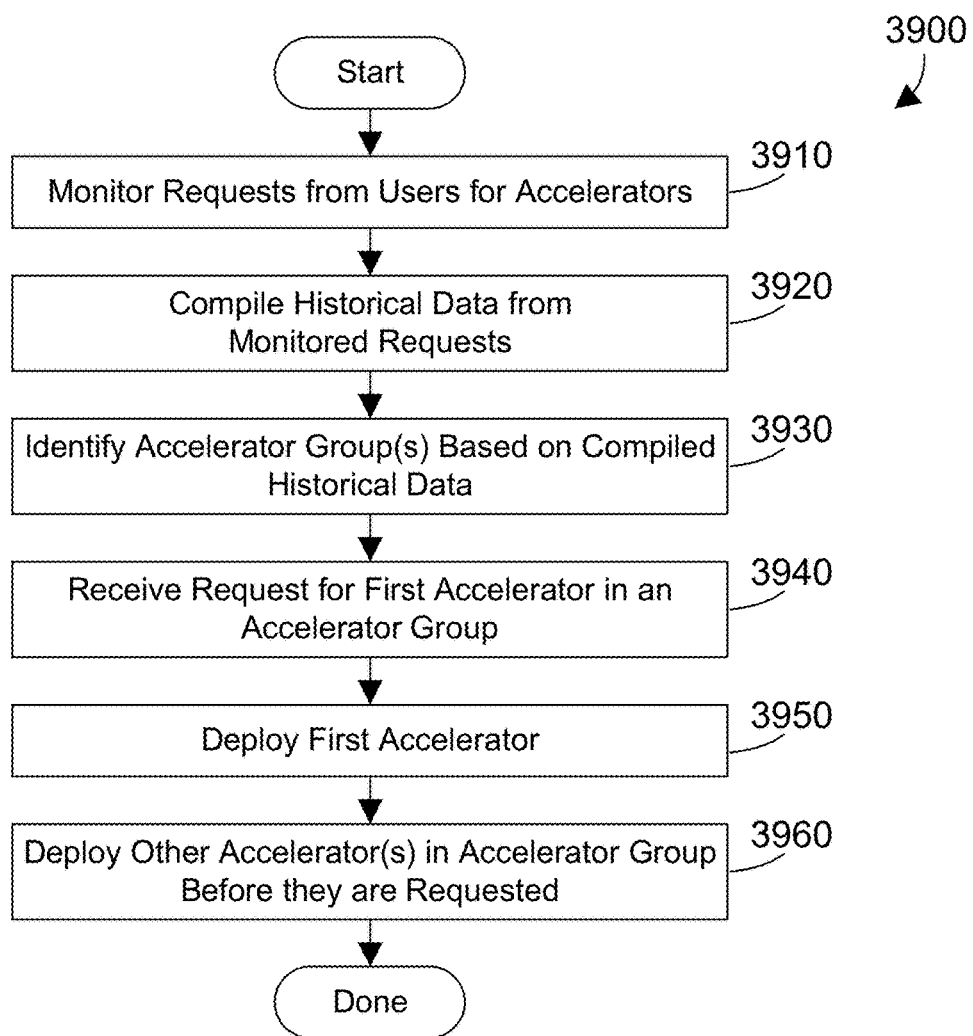 3900
Start
3910
Monitor Requests from Users for Accelerators
3920
Compile Historical Data from
Monitored Requests
3930
Identify Accelerator Group(s) Based on Compiled
Historical Data
3940
Receive Request for First Accelerator in an
Accelerator Group
3950
Deploy First Accelerator
3960
Deploy Other Accelerator(s) in Accelerator Group
Before they are Requested
Done